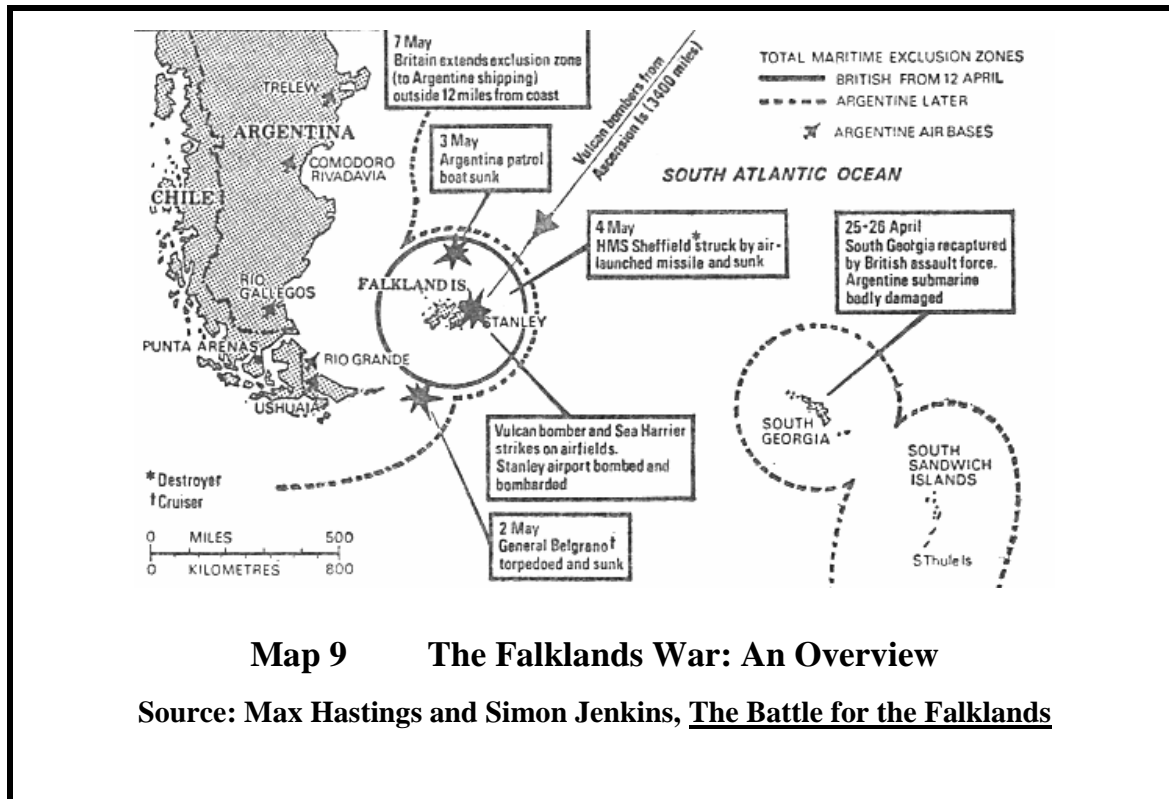 7 May
Britain extends exclusion zone
(to Argentine shipping)
outside 12 miles from coast
Vulcan bombers from
Ascension Is (3400 miles)
TOTAL MARITIME EXCLUSION ZONES
BRITISH FROM 12 APRIL
ARGENTINE LATER
ARGENTINE AIR BASES
TRELEW
ARGENTINA
COMODORO
RIVADAVIA
CHILE
3 May
Argentine patrol
boat sunk
SOUTH ATLANTIC OCEAN
4 May
HMS Sheffield* struck by air-
launched missile and sunk
25-26 April
South Georgia recaptured
by British assault force.
Argentine submarine
badly damaged
FALKLAND IS.
STANLEY
RIO
GALLEGOS
PUNTA ARENAS
RIO GRANDE
USHUAIA
Vulcan bomber and Sea Harrier
strikes on airfields.
Stanley airport bombed and
bombarded
SOUTH
GEORGIA
SOUTH
SANDWICH
ISLANDS
S Thule Is
* Destroyer
† Cruiser
2 May
General Belgrano†
torpedoed and sunk
0 MILES 500
0 KILOMETRES 800
Map 9 The Falklands War: An Overview
Source: Max Hastings and Simon Jenkins, The Battle for the Falklands